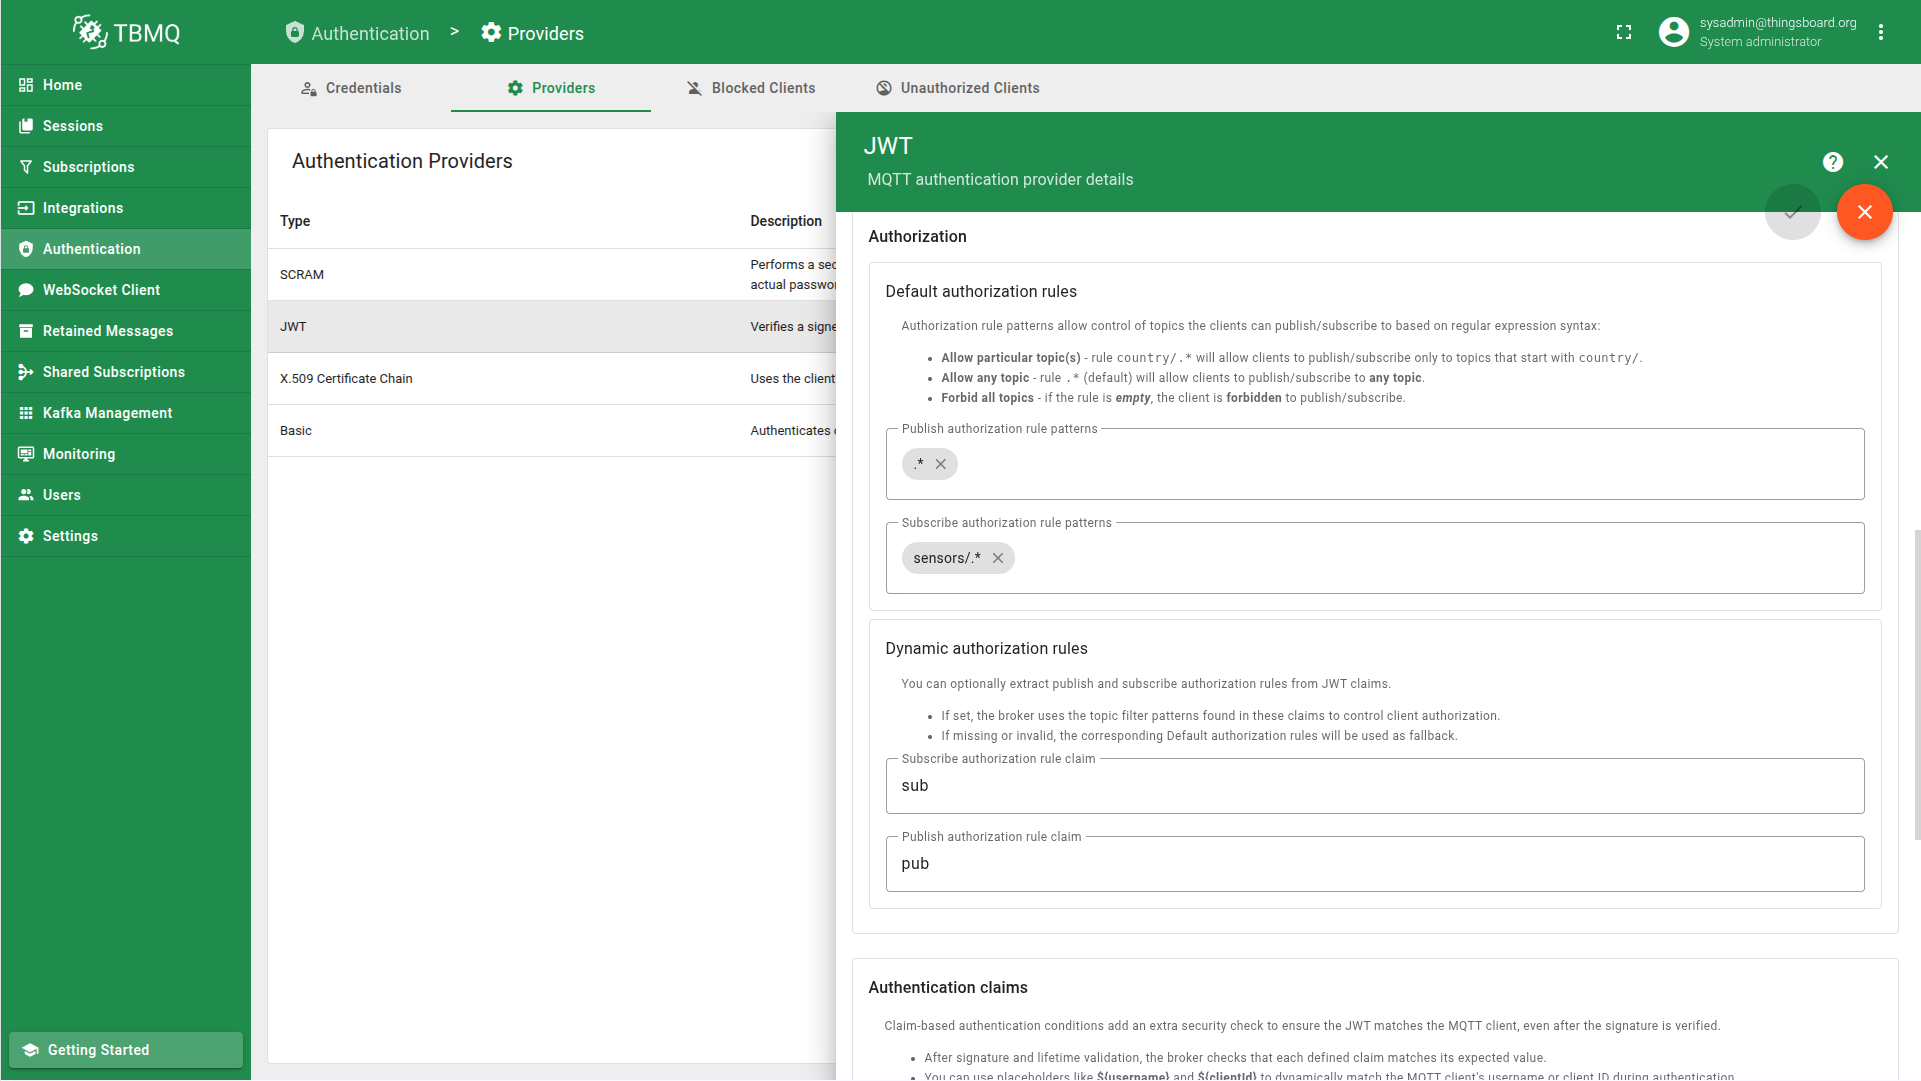 TBMQ
Authentication > Providers
sysadmin@thingsboard.org
System administrator
Home
Sessions
Subscriptions
Integrations
Authentication
WebSocket Client
Retained Messages
Shared Subscriptions
Kafka Management
Monitoring
Users
Settings
Getting Started
Credentials
Providers
Blocked Clients
Unauthorized Clients
Authentication Providers
Type Description
SCRAM Performs a sec
actual passwor
JWT Verifies a signe
X.509 Certificate Chain Uses the client'
Basic Authenticates
JWT
MQTT authentication provider details
Authorization
Default authorization rules
Authorization rule patterns allow control of topics the clients can publish/subscribe to based on regular expression syntax:
• Allow particular topic(s) - rule country/.* will allow clients to publish/subscribe only to topics that start with country/.
• Allow any topic - rule .* (default) will allow clients to publish/subscribe to any topic.
• Forbid all topics - if the rule is empty, the client is forbidden to publish/subscribe.
Publish authorization rule patterns
.*
Subscribe authorization rule patterns
sensors/.*
Dynamic authorization rules
You can optionally extract publish and subscribe authorization rules from JWT claims.
• If set, the broker uses the topic filter patterns found in these claims to control client authorization.
• If missing or invalid, the corresponding Default authorization rules will be used as fallback.
Subscribe authorization rule claim
sub
Publish authorization rule claim
pub
Authentication claims
Claim-based authentication conditions add an extra security check to ensure the JWT matches the MQTT client, even after the signature is verified.
• After signature and lifetime validation, the broker checks that each defined claim matches its expected value.
• You can use placeholders like ${username} and ${clientId} to dynamically match the MQTT client's username or client ID during authentication.